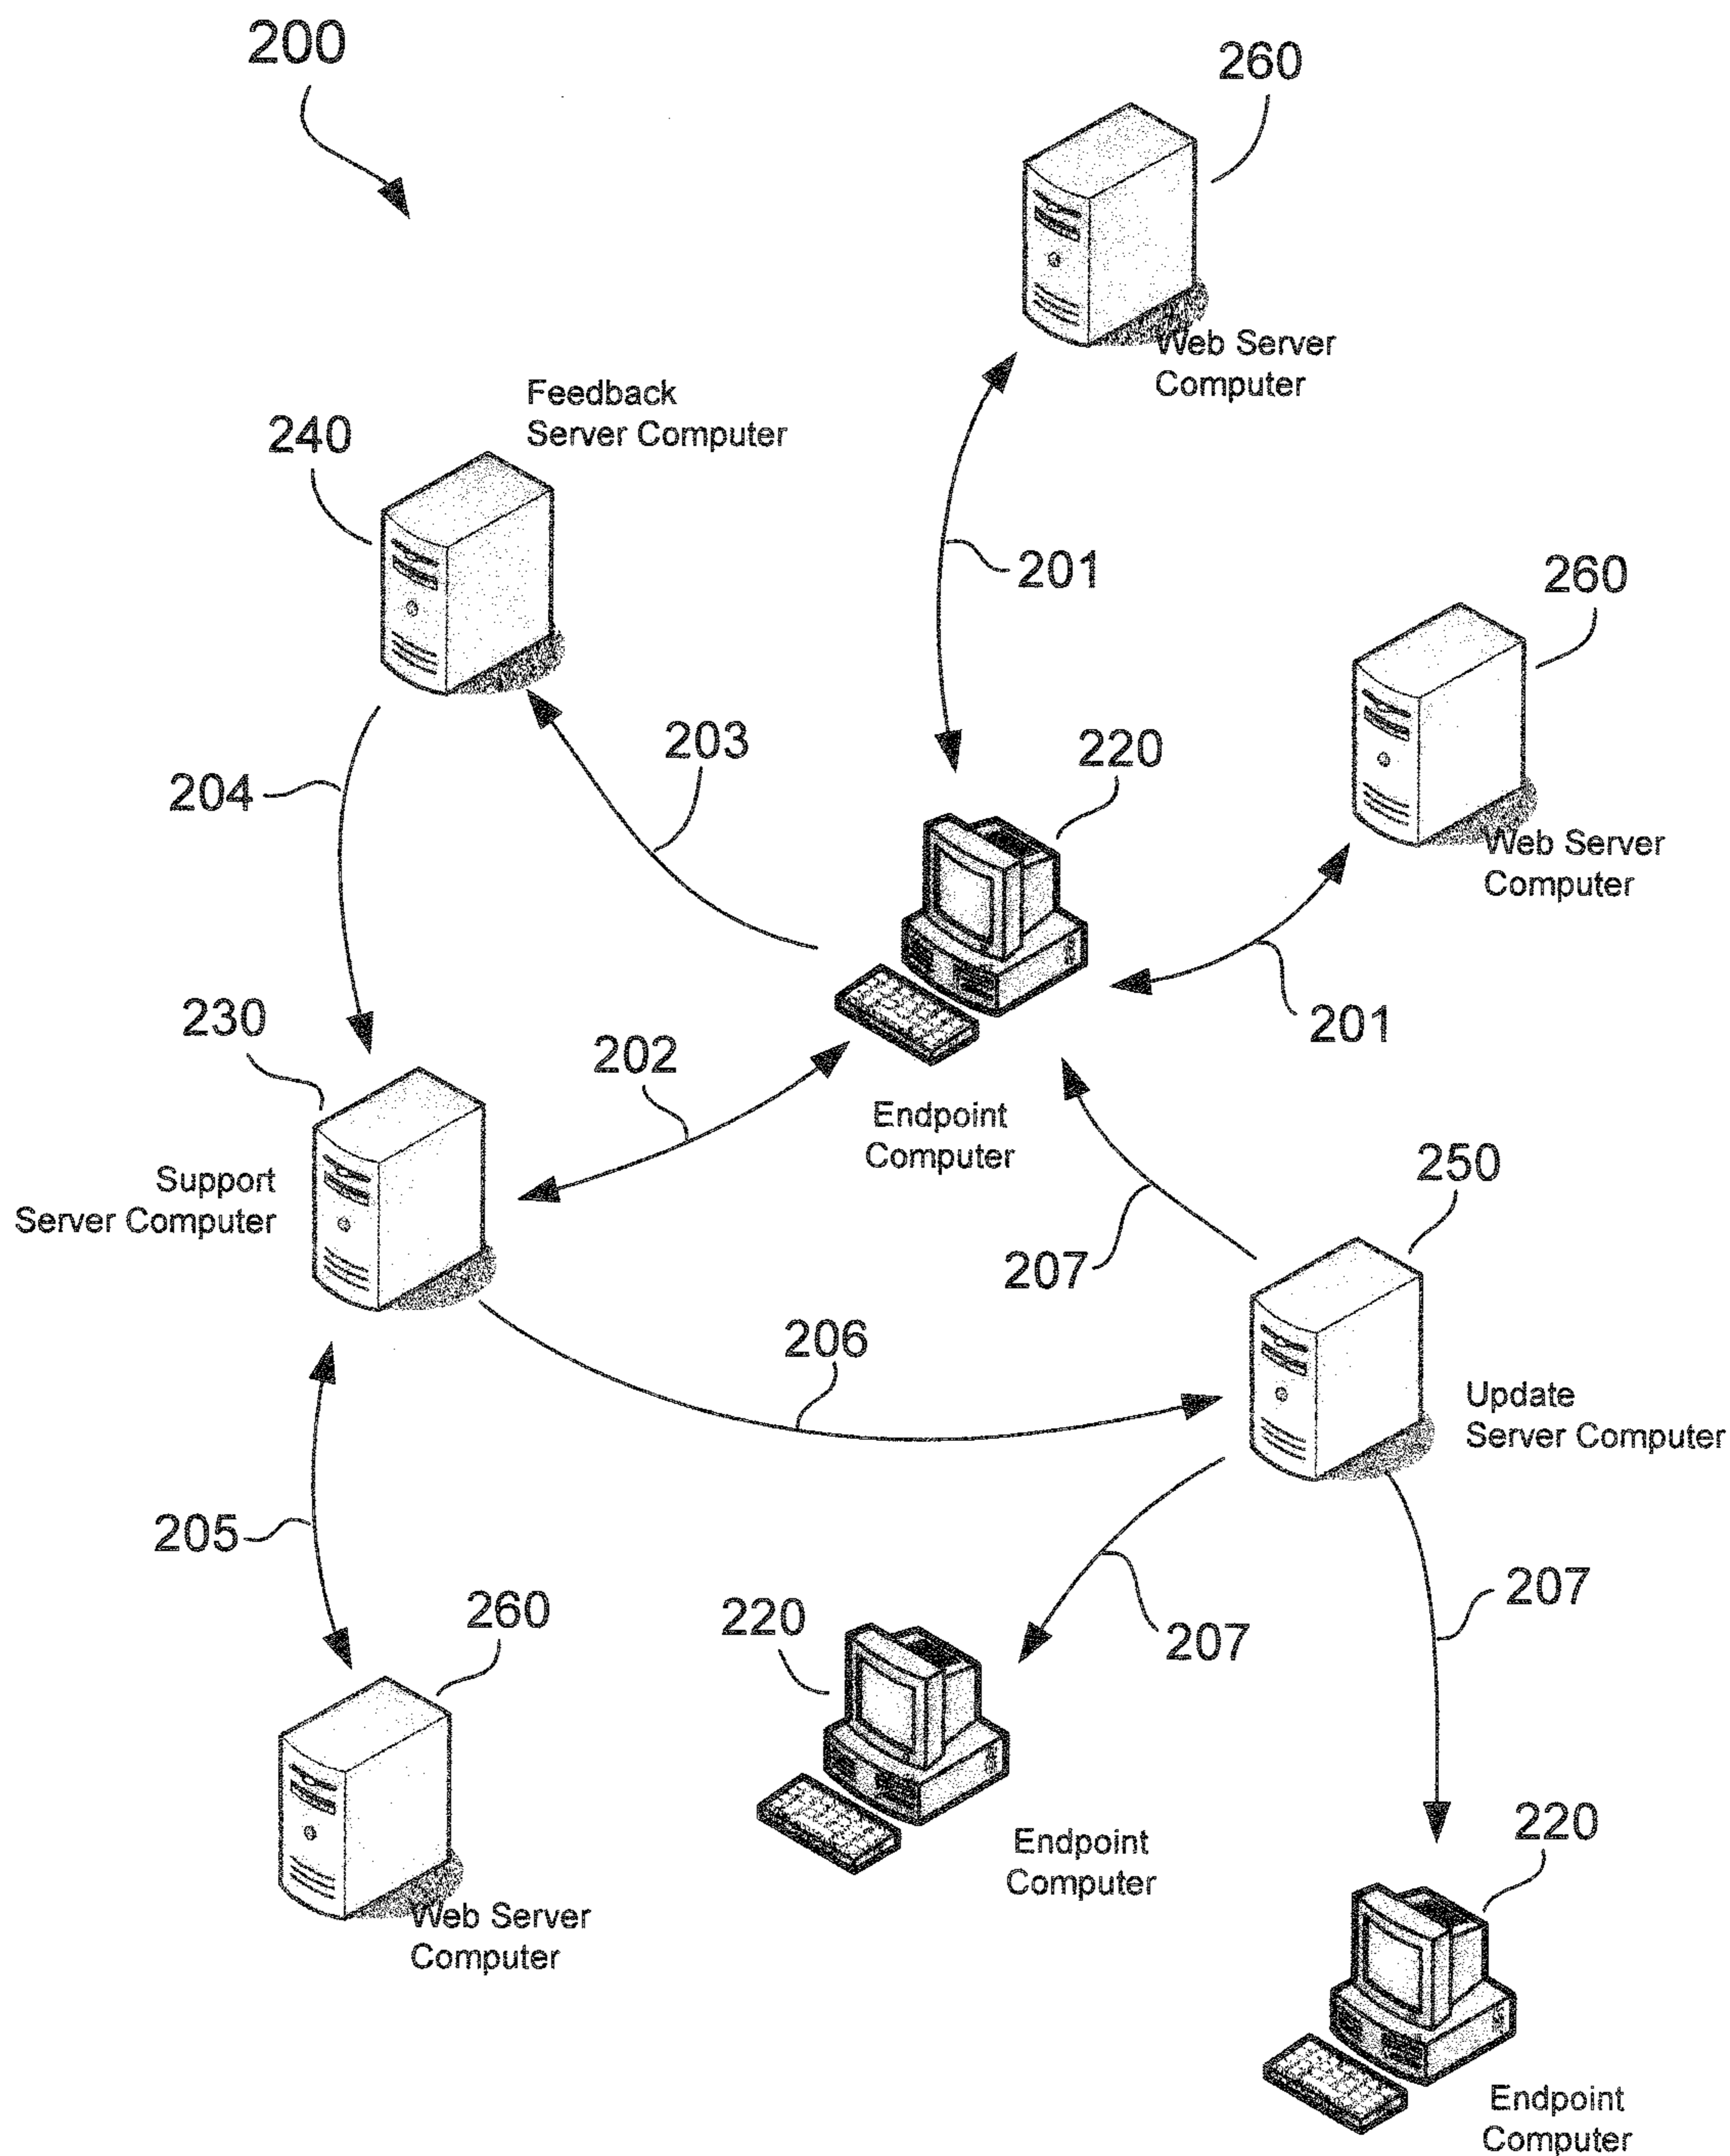 200
260
Web Server
Computer
Feedback
Server Computer
240
201
260
Web Server
Computer
203
204
220
201
230
202
Endpoint
Computer
Support
Server Computer
250
207
206
Update
Server Computer
205
207
207
260
220
Web Server
Computer
Endpoint
Computer
220
Endpoint
Computer